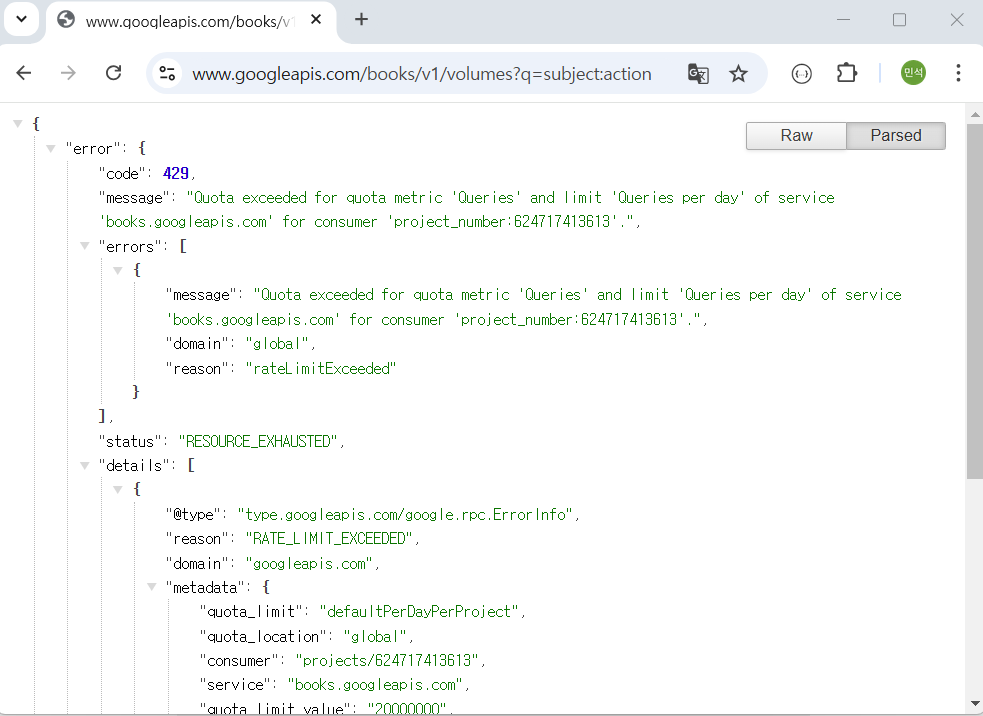 www.googleapis.com/books/v1
www.googleapis.com/books/v1/volumes?q=subject:action
민석
Raw
Parsed
{
"error": {
"code": 429,
"message": "Quota exceeded for quota metric 'Queries' and limit 'Queries per day' of service
'books.googleapis.com' for consumer 'project_number:624717413613'.",
"errors": [
{
"message": "Quota exceeded for quota metric 'Queries' and limit 'Queries per day' of service
'books.googleapis.com' for consumer 'project_number:624717413613'.",
"domain": "global",
"reason": "rateLimitExceeded"
}
],
"status": "RESOURCE_EXHAUSTED",
"details": [
{
"@type": "type.googleapis.com/google.rpc.ErrorInfo",
"reason": "RATE_LIMIT_EXCEEDED",
"domain": "googleapis.com",
"metadata": {
"quota_limit": "defaultPerDayPerProject",
"quota_location": "global",
"consumer": "projects/624717413613",
"service": "books.googleapis.com",
"quota_limit_value": "20000000",